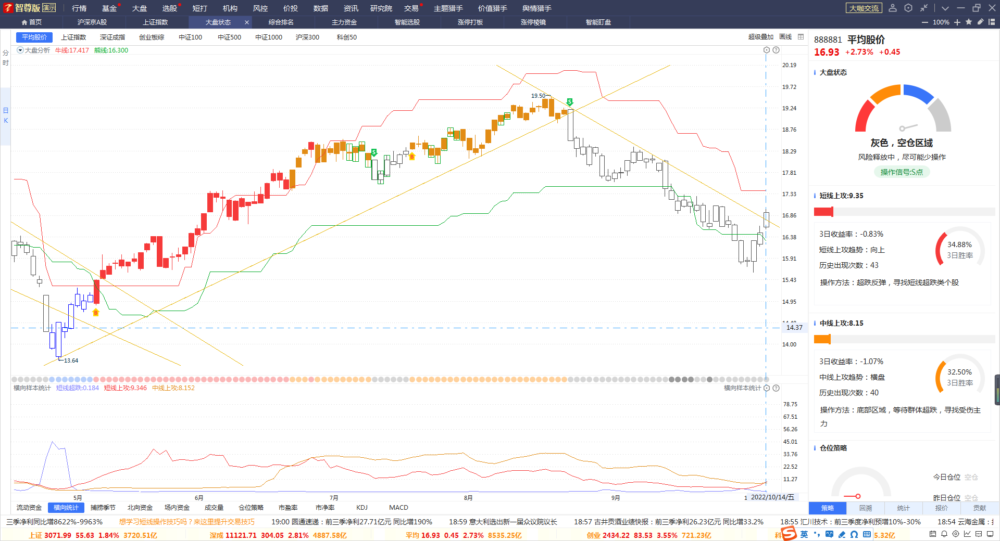 智尊版 演示 行情 基金 大盘 选股 短打 机构 风控 价投 数据 资讯 研究院 交易 主题猎手 价值猎手 舆情猎手 大咖交流
首页 沪深京A股 上证指数 大盘状态 × 综合排名 主力资金 智能选股 涨停打板 涨停棱镜 智能盯盘 — 100% +
平均股价 上证指数 深证成指 创业板综 中证100 中证500 中证1000 沪深300 科创50 超级叠加 画线
分时
日K
大盘分析 牛线:17.417 熊线:16.300
20.19
19.72
19.24
18.76
18.29
17.81
17.33
16.86
16.38
15.91
15.43
14.95
14.37
14.00
19.50
13.64
S
S
B
B
横向样本统计 短线超跌:0.184 短线上攻:9.346 中线上攻:8.152 横向样本统计
78.75
67.51
56.26
45.01
33.76
22.52
11.27
5月 6月 7月 8月 9月 1 2022/10/14/五
流动资金 横向统计 捕捞季节 北向资金 场内资金 成交量 仓位策略 市盈率 市净率 KDJ MACD
888881 平均股价
16.93 +2.73% +0.45
大盘状态
灰色，空仓区域
风险释放中，尽可能少操作
操作信号:S点
短线上攻:9.35
3日收益率：-0.83%
短线上攻趋势：向上
历史出现次数：43
34.88%
3日胜率
操作方法：超跌反弹，寻找短线超跌类个股
中线上攻:8.15
3日收益率：-1.07%
中线上攻趋势：横盘
历史出现次数：40
32.50%
3日胜率
操作方法：底部区域，等待群体超跌，寻找受伤主
力
仓位策略
今日仓位 空仓
昨日仓位 空仓
策略 回溯 统计 报价 贡献
三季净利同比增8622%-9963% 想学习短线操作技巧吗？来这里提升交易技巧 19:00 圆通速递：前三季净利27.71亿元 同比增190% 18:59 意大利选出新一届众议院议长 18:57 古井贡酒业绩快报：前三季净利26.23亿元 同比增33.2% 18:55 汇川技术：前三季度净利预增10%-30% 18:54 云海金属：
上证 3071.99 55.63 1.84% 3720.51亿 深成 11121.71 304.05 2.81% 4887.58亿 平均 16.93 0.45 2.73% 8535.25亿 创业 2434.22 83.53 3.55% 721.23亿 科 英 5.32亿